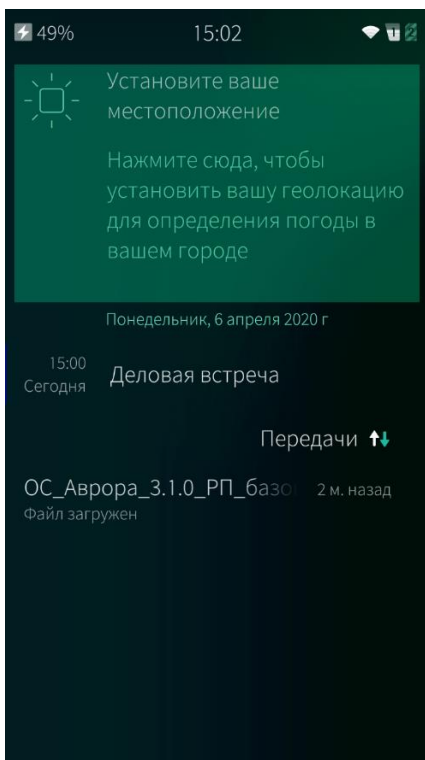 49% 15:02
Установите ваше
местоположение
Нажмите сюда, чтобы
установить вашу геолокацию
для определения погоды в
вашем городе
Понедельник, 6 апреля 2020 г
15:00
Сегодня
Деловая встреча
Передачи
ОС_Аврора_3.1.0_РП_базо 2 м. назад
Файл загружен